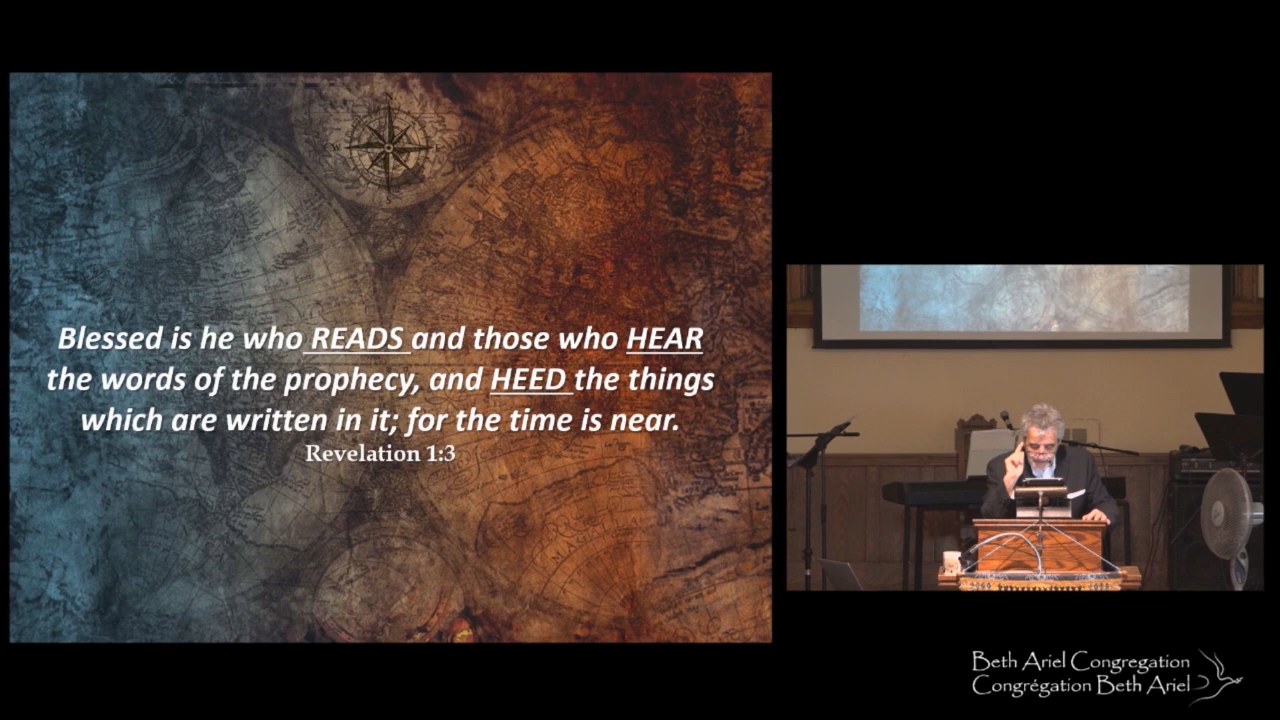 N
W
E
S
Blessed is he who READS and those who HEAR
the words of the prophecy, and HEED the things
which are written in it; for the time is near.
Revelation 1:3
Beth Ariel Congregation
Congrégation Beth Ariel